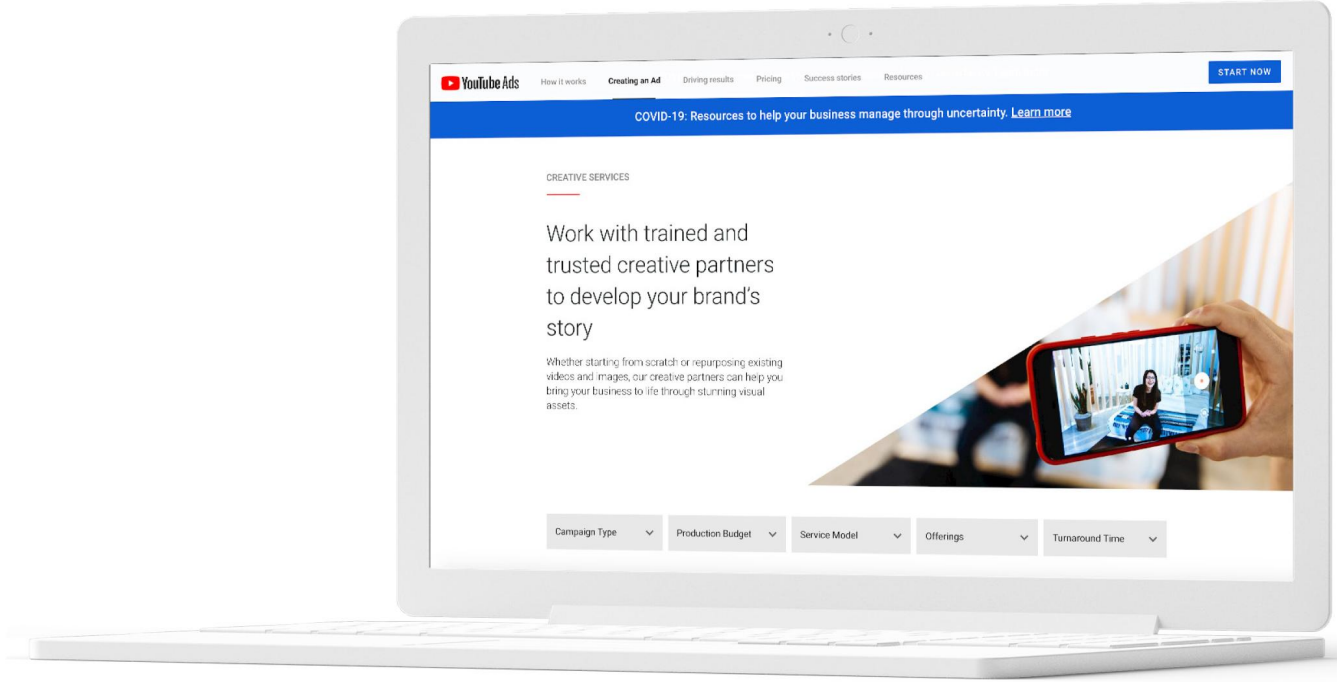 YouTube Ads
How it works
Creating an Ad
Driving results
Pricing
Success stories
Resources
START NOW
COVID-19: Resources to help your business manage through uncertainty. Learn more
CREATIVE SERVICES
Work with trained and
trusted creative partners
to develop your brand's
story
Whether starting from scratch or repurposing existing
videos and images, our creative partners can help you
bring your business to life through stunning visual
assets.
Campaign Type
Production Budget
Service Model
Offerings
Turnaround Time